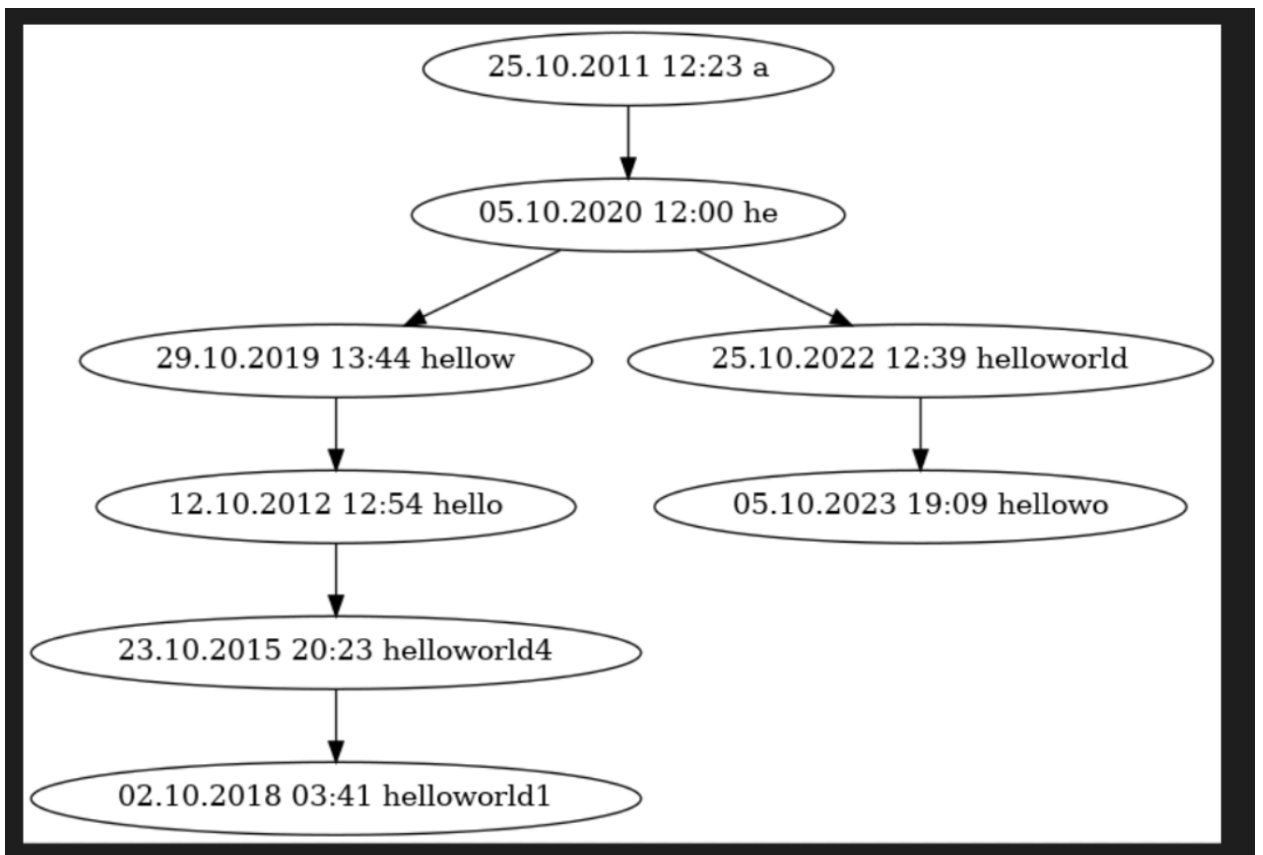 25.10.2011 12:23 a
05.10.2020 12:00 he
29.10.2019 13:44 hellow
25.10.2022 12:39 helloworld
12.10.2012 12:54 hello
05.10.2023 19:09 hellowo
23.10.2015 20:23 helloworld4
02.10.2018 03:41 helloworld1